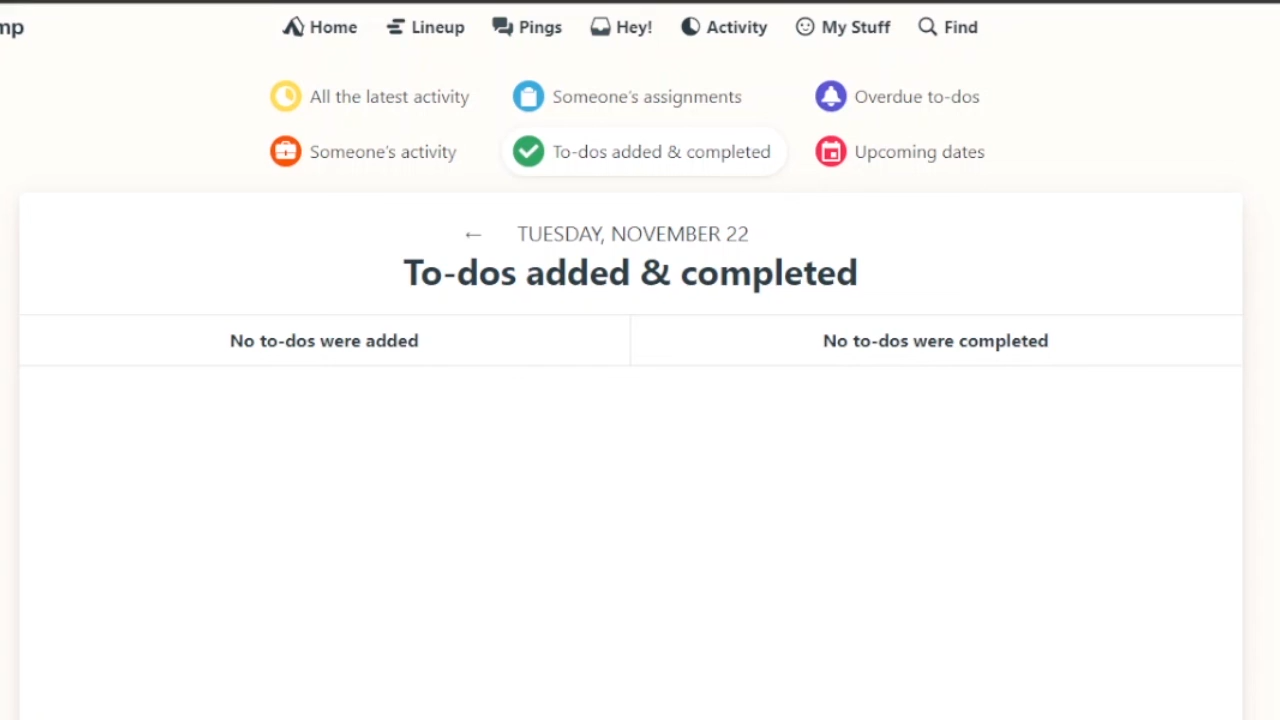 mp
Home Lineup Pings Hey! Activity My Stuff Find
All the latest activity Someone's assignments Overdue to-dos
Someone's activity To-dos added & completed Upcoming dates
← TUESDAY, NOVEMBER 22
To-dos added & completed
No to-dos were added No to-dos were completed